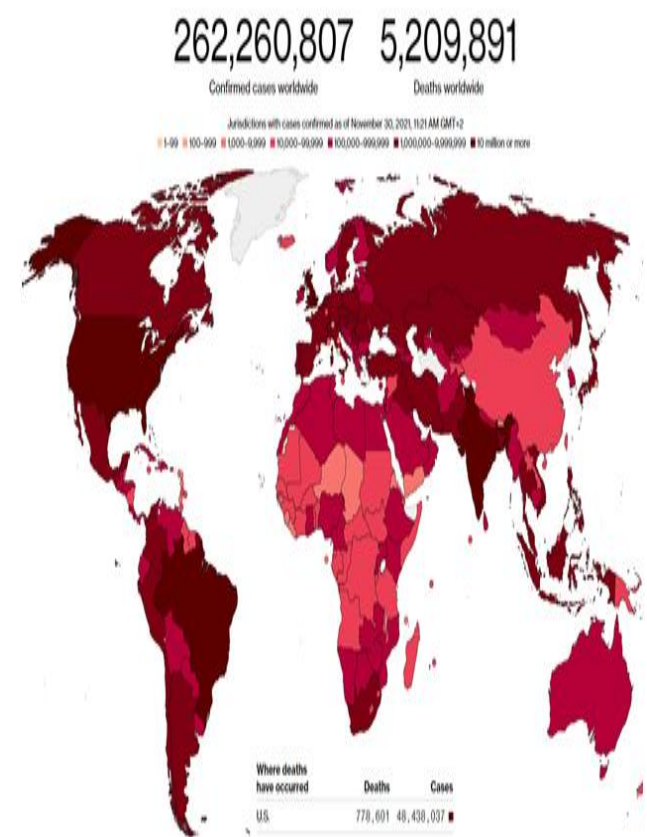 262,260,807 5,209,891
Confirmed cases worldwide Deaths worldwide
Jurisdictions with cases confirmed as of November 30, 2021, 11:21 AM GMT+2
1-99 100-999 1,000-9,999 10,000-99,999 100,000-999,999 1,000,000-9,999,999 10 million or more
Where deaths
have occurred Deaths Cases
U.S. 778,601 48,438,037